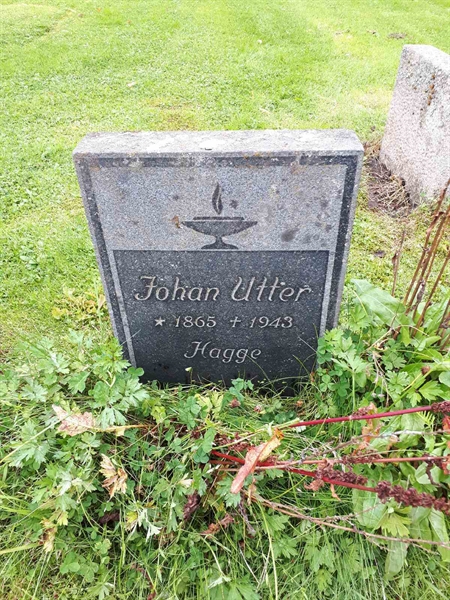 Johan Utter
* 1865 + 1943
Hagge